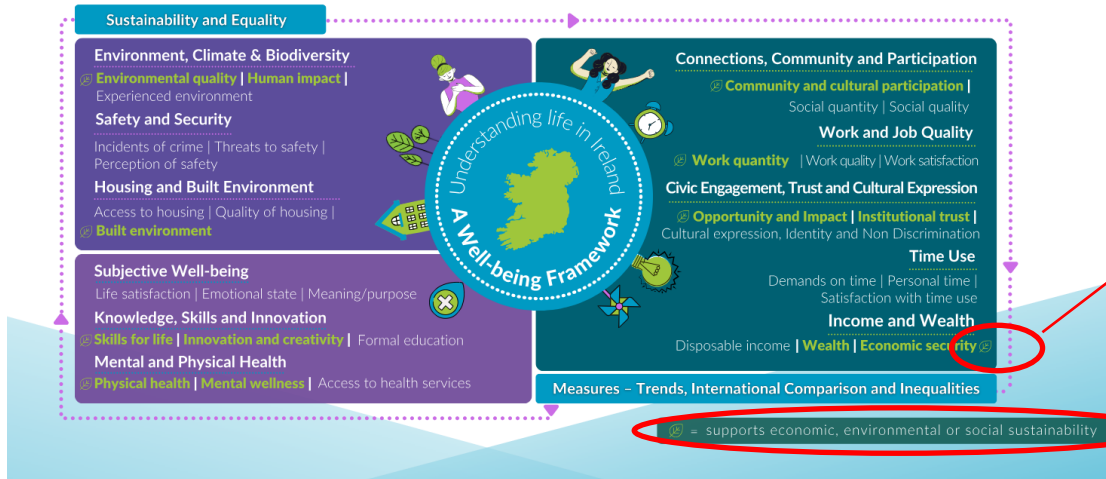 Sustainability and Equality
Environment, Climate & Biodiversity
Environmental quality | Human impact |
Experienced environment
Safety and Security
Incidents of crime | Threats to safety |
Perception of safety
Housing and Built Environment
Access to housing | Quality of housing |
Built environment
Subjective Well-being
Life satisfaction | Emotional state | Meaning/purpose
Knowledge, Skills and Innovation
Skills for life | Innovation and creativity | Formal education
Mental and Physical Health
Physical health | Mental wellness | Access to health services
Understanding life in Ireland
A Well-being Framework
Connections, Community and Participation
Community and cultural participation |
Social quantity | Social quality
Work and Job Quality
Work quantity | Work quality | Work satisfaction
Civic Engagement, Trust and Cultural Expression
Opportunity and Impact | Institutional trust |
Cultural expression, Identity and Non Discrimination
Time Use
Demands on time | Personal time |
Satisfaction with time use
Income and Wealth
Disposable income | Wealth | Economic security
Measures – Trends, International Comparison and Inequalities
= supports economic, environmental or social sustainability